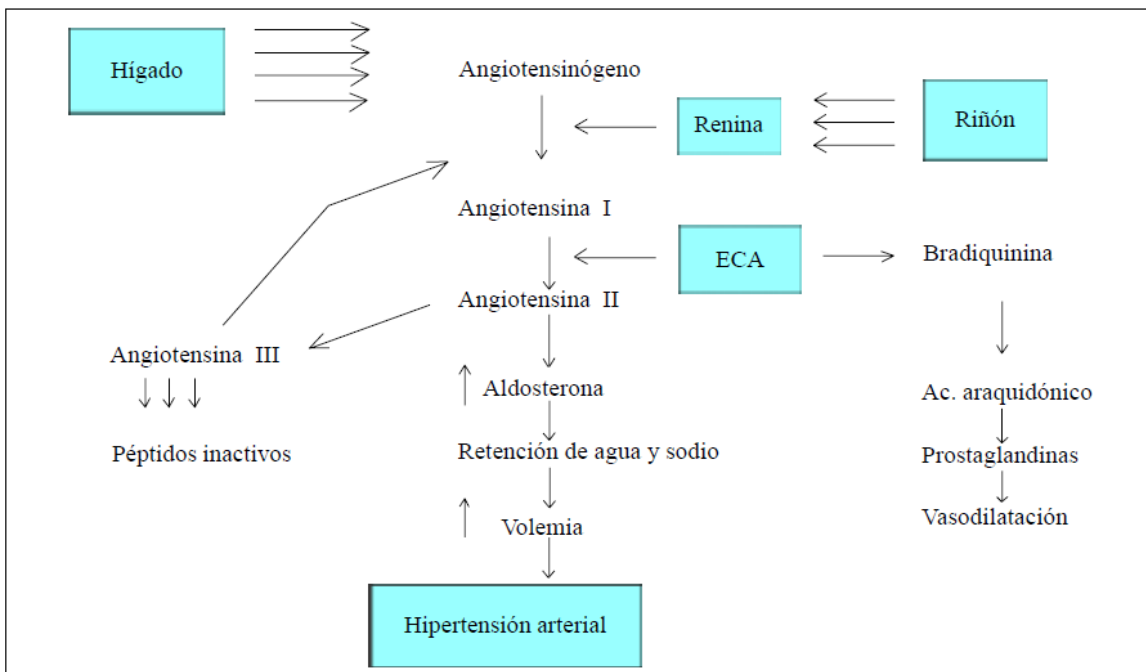 Hígado
Angiotensinógeno
Renina
Riñón
Angiotensina I
ECA
Bradiquinina
Angiotensina II
Angiotensina III
Aldosterona
Ac. araquidónico
Péptidos inactivos
Retención de agua y sodio
Prostaglandinas
Volemia
Vasodilatación
Hipertensión arterial